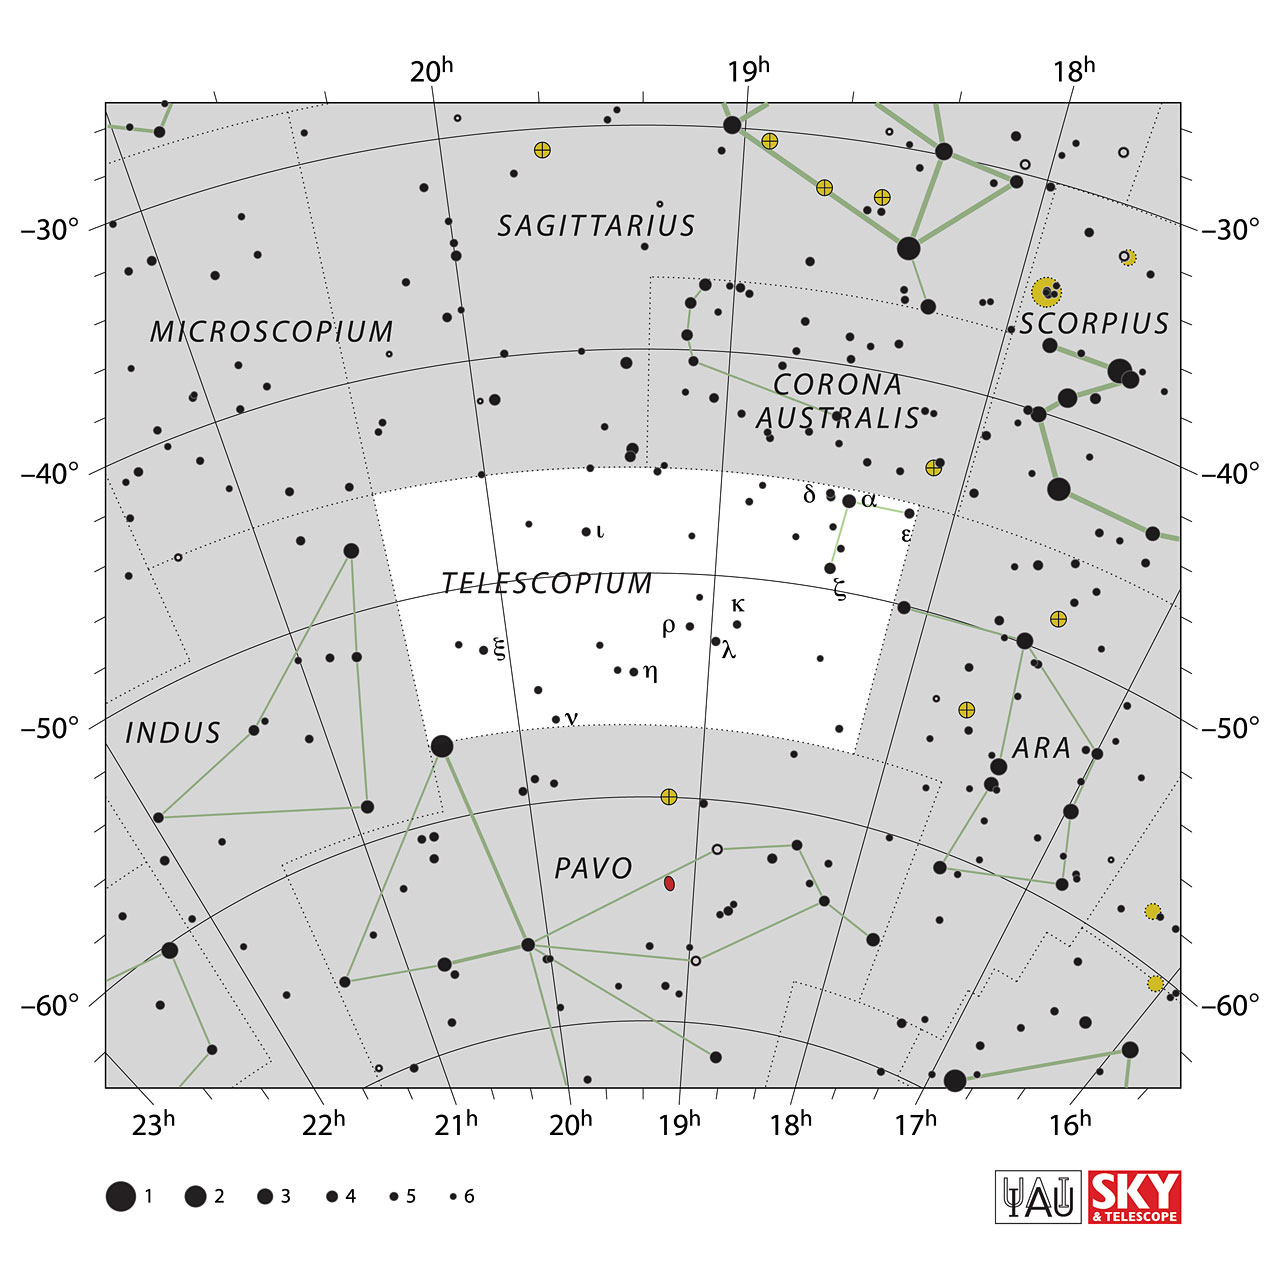 20h 19h 18h
SAGITTARIUS
–30° –30°
MICROSCOPIUM SCORPIUS
CORONA
AUSTRALIS
–40° –40°
δ α
ι ε
TELESCOPIUM ζ
κ
ρ
ξ λ
η
ν
INDUS –50° –50°
ARA
PAVO
–60° –60°
23h 22h 21h 20h 19h 18h 17h 16h
1 2 3 4 5 6
IAU SKY
& TELESCOPE